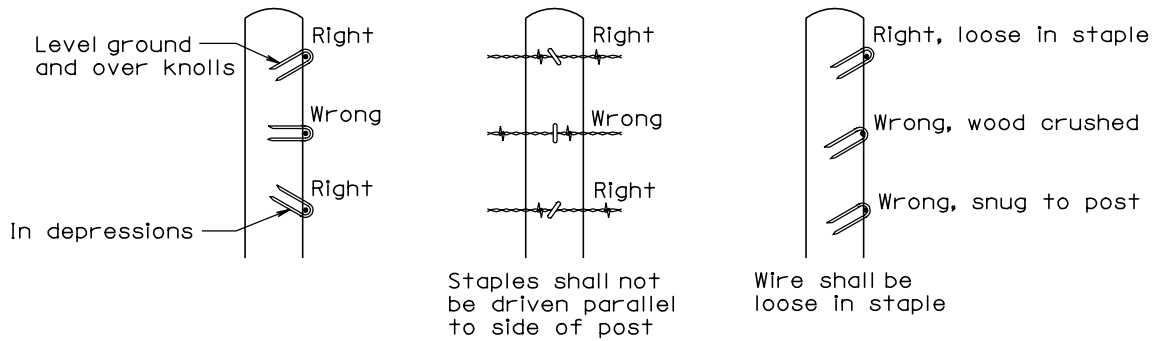 Level ground
and over knolls
Right
Wrong
Right
In depressions
Right
Wrong
Right
Staples shall not
be driven parallel
to side of post
Right, loose in staple
Wrong, wood crushed
Wrong, snug to post
Wire shall be
loose in staple